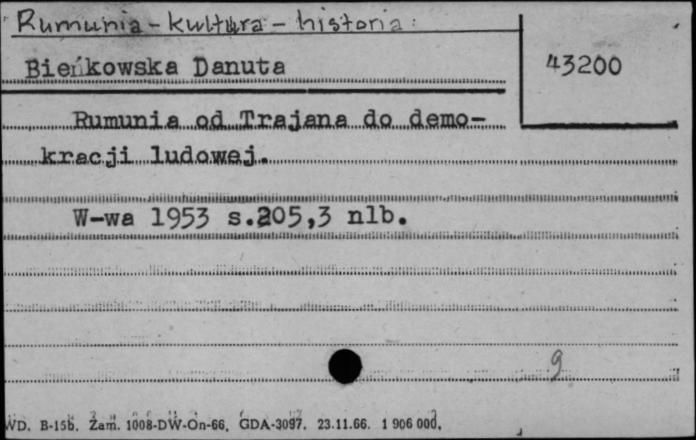 Rumunia - kultura - historia:
Bieńkowska Danuta
43200
Rumunia od Trajana do demo-
kracji ludowej.
W-wa 1953 s.205,3 nlb.
g
WD. B-15b. Zam. 1008-DW-On-66. GDA-3097. 23.11.66. 1 906 000.